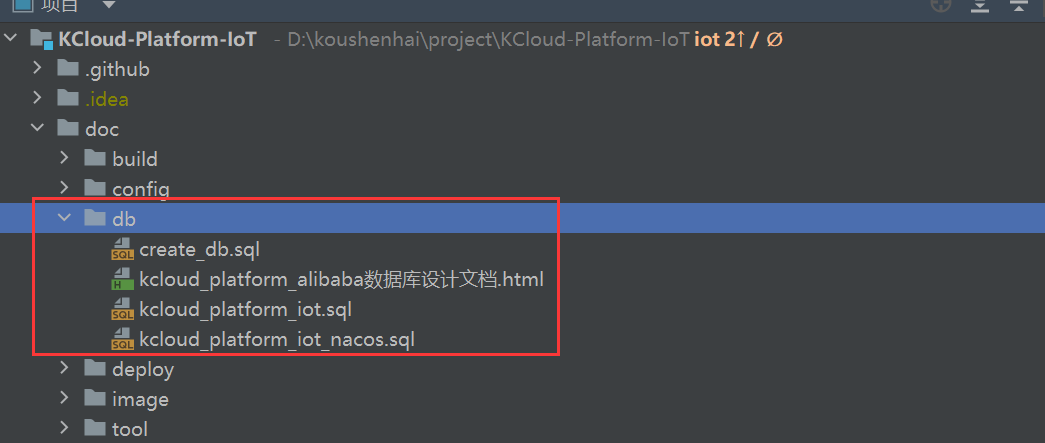 项目
KCloud-Platform-IoT - D:\koushenhai\project\KCloud-Platform-IoT iot 2↑ / ∅
.github
.idea
doc
build
config
db
create_db.sql
kcloud_platform_alibaba数据库设计文档.html
kcloud_platform_iot.sql
kcloud_platform_iot_nacos.sql
deploy
image
tool